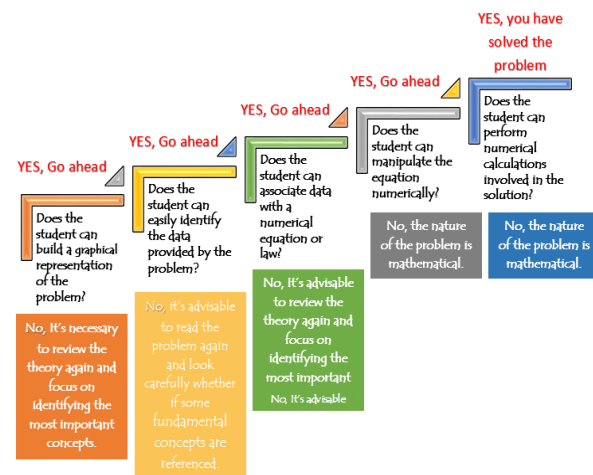 YES, Go ahead
Does the
student can
build a graphical
representation
of the
problem?
No, It's necessary
to review the
theory again and
focus on
identifying the
most important
concepts.
YES, Go ahead
Does the
student can
easily identify
the data
provided by the
problem?
No, it's advisable
to read the
problem again
and look
carefully whether
if some
fundamental
concepts are
referenced.
YES, Go ahead
Does the
student can
associate data
with a
numerical
equation or
law?
No, It's advisable
to review the
theory again and
focus on
identifying the
most important
No, It's advisable
YES, Go ahead
Does the
student can
manipulate the
equation
numerically?
No, the nature
of the problem is
mathematical.
YES, you have
solved the
problem
Does the
student can
perform
numerical
calculations
involved in the
solution?
No, the nature
of the problem is
mathematical.